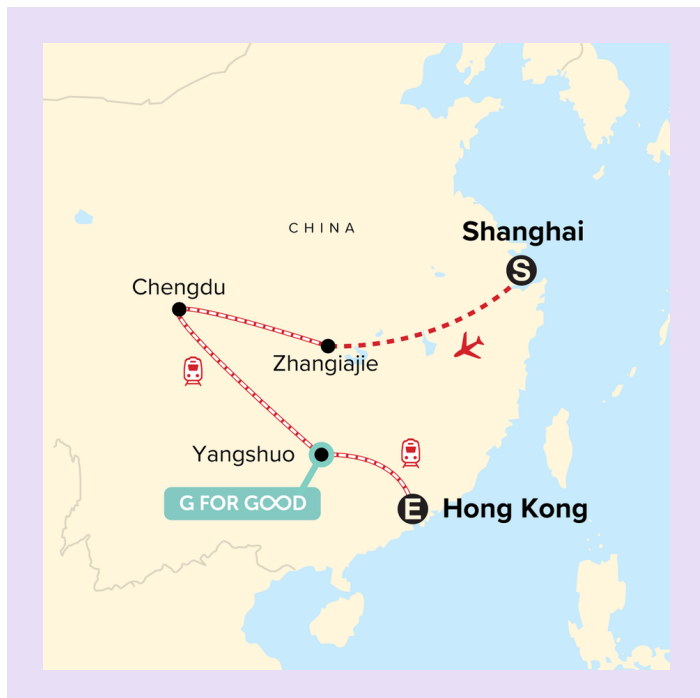 CHINA
Shanghai
S
Chengdu
Zhangiajie
Yangshuo
G FOR GOOD
E
Hong Kong